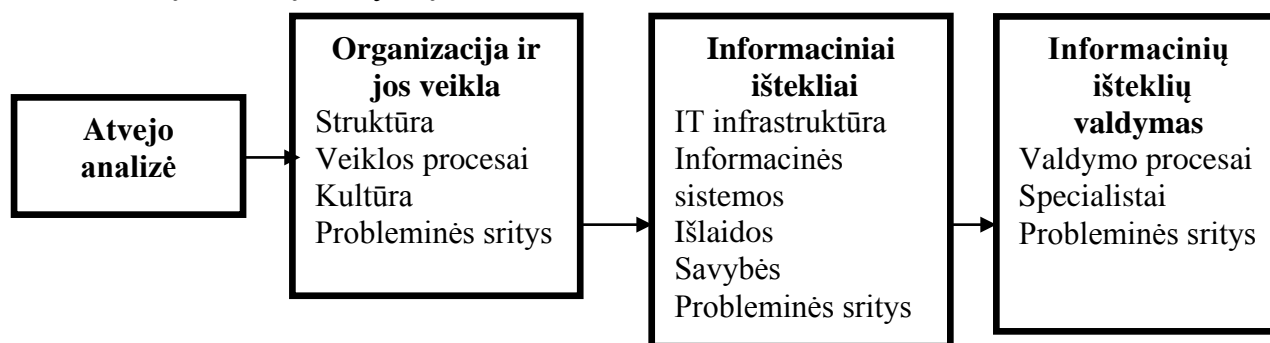 Atvejo
analizė
Organizacija ir
jos veikla
Struktūra
Veiklos procesai
Kultūra
Probleminės sritys
Informaciniai
ištekliai
IT infrastruktūra
Informacinės
sistemos
Išlaidos
Savybės
Probleminės sritys
Informacinių
išteklių
valdymas
Valdymo procesai
Specialistai
Probleminės sritys